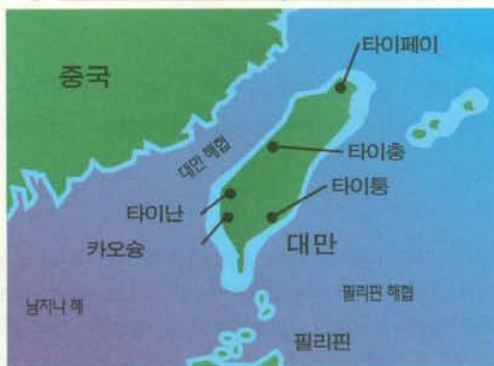 타이페이
중국
대만 해협
타이충
타이난
타이퉁
카오슝
대만
남지나 해
필리핀 해협
필리핀